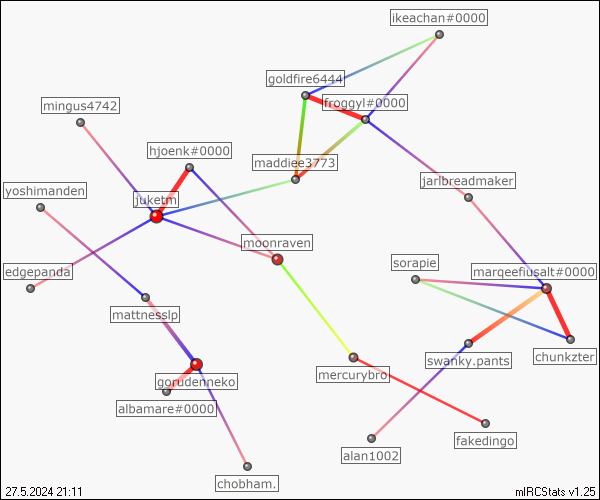 ikeachan#0000
goldfire6444
froggyl#0000
mingus4742
hjoenk#0000
maddiee3773
jarlbreadmaker
yoshimanden
juketm
moonraven
sorapie
edgepanda
marqeefiusalt#0000
mattnesslp
swanky.pants
chunkzter
mercurybro
gorudenneko
albamare#0000
fakedingo
alan1002
chobham.
27.5.2024 21:11
mIRCStats v1.25